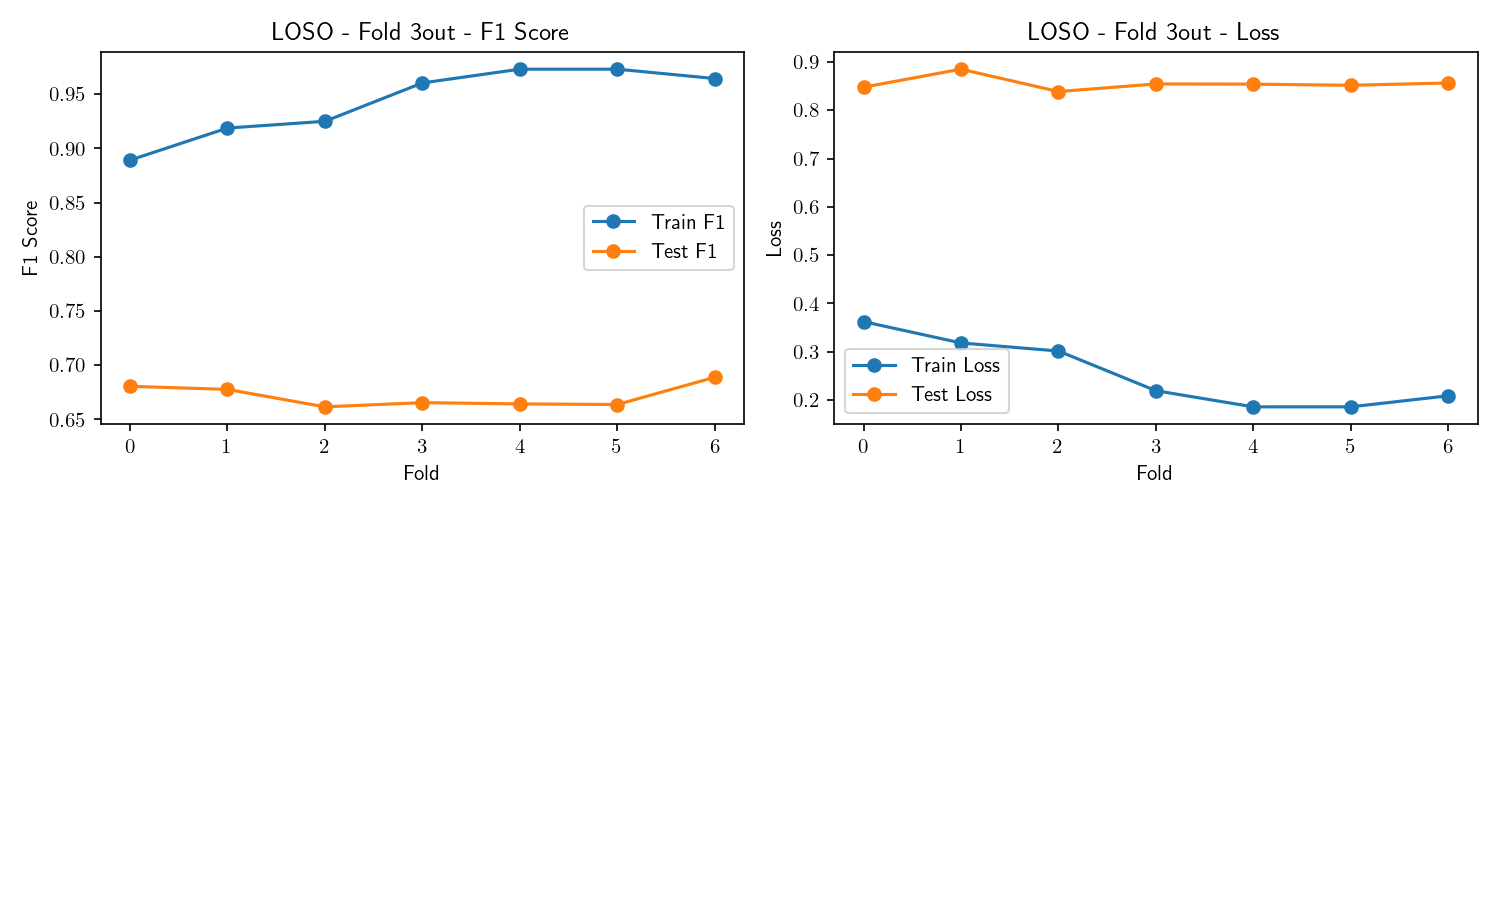 LOSO - Fold 3out - F1 Score
F1 Score
0.95
0.90
0.85
0.80
0.75
0.70
0.65
Train F1
Test F1
0 1 2 3 4 5 6
Fold
LOSO - Fold 3out - Loss
Loss
0.9
0.8
0.7
0.6
0.5
0.4
0.3
0.2
Train Loss
Test Loss
0 1 2 3 4 5 6
Fold